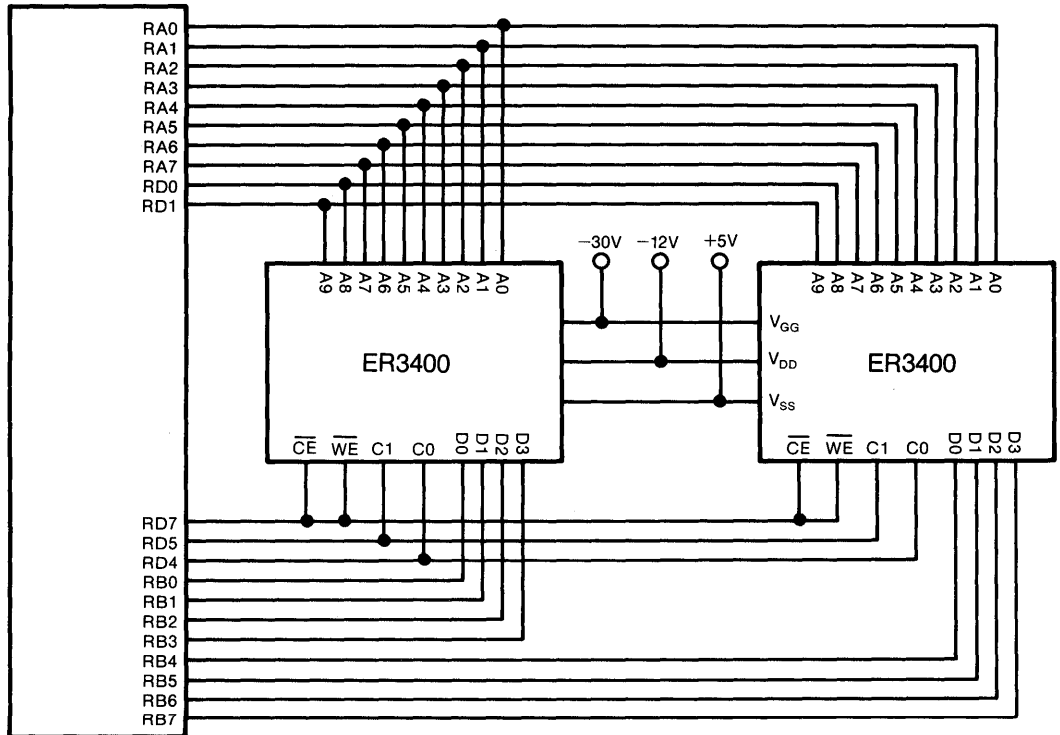 RA0
RA1
RA2
RA3
RA4
RA5
RA6
RA7
RD0
RD1
−30V −12V +5V
A9 A8 A7 A6 A5 A4 A3 A2 A1 A0
A9 A8 A7 A6 A5 A4 A3 A2 A1 A0
VGG
VDD
VSS
ER3400
ER3400
CE WE C1 C0 D0 D1 D2 D3
CE WE C1 C0 D0 D1 D2 D3
RD7
RD5
RD4
RB0
RB1
RB2
RB3
RB4
RB5
RB6
RB7